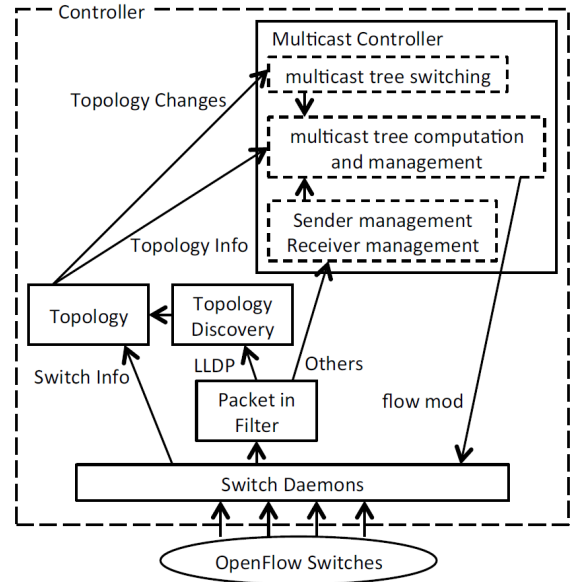 Controller
Multicast Controller
multicast tree switching
Topology Changes
multicast tree computation
and management
Sender management
Receiver management
Topology Info
Topology
Topology
Discovery
Switch Info
LLDP
Others
Packet in
Filter
flow mod
Switch Daemons
OpenFlow Switches